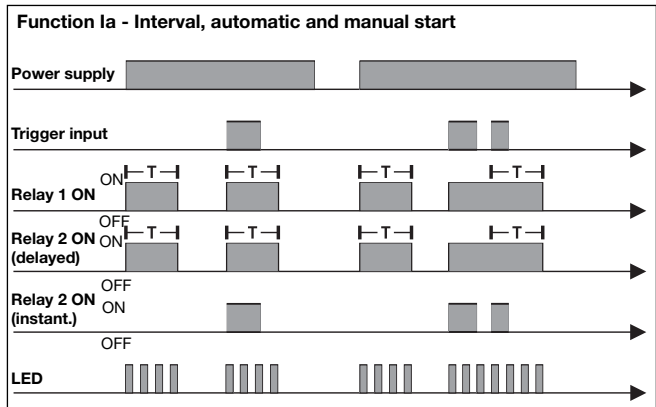 Function Ia - Interval, automatic and manual start
Power supply
Trigger input
T T T T
ON
Relay 1 ON
OFF
T T T T
ON
Relay 2 ON
(delayed)
OFF
Relay 2 ON
ON
(instant.)
OFF
LED